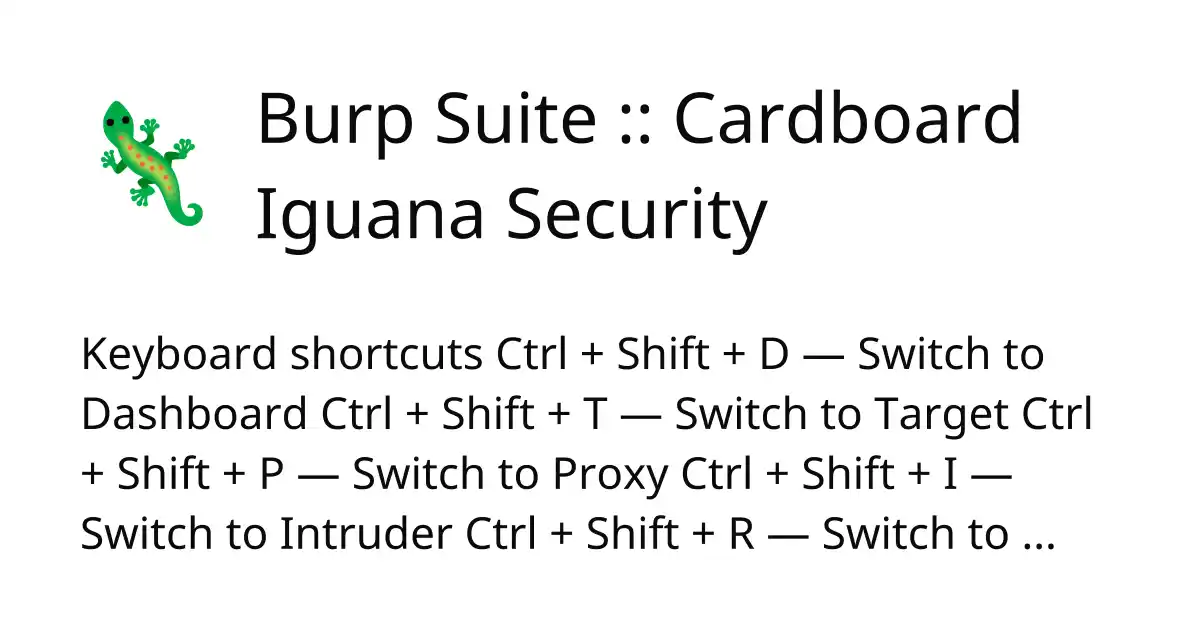 Burp Suite :: Cardboard
Iguana Security
Keyboard shortcuts Ctrl + Shift + D — Switch to
Dashboard Ctrl + Shift + T — Switch to Target Ctrl
+ Shift + P — Switch to Proxy Ctrl + Shift + I —
Switch to Intruder Ctrl + Shift + R — Switch to ...